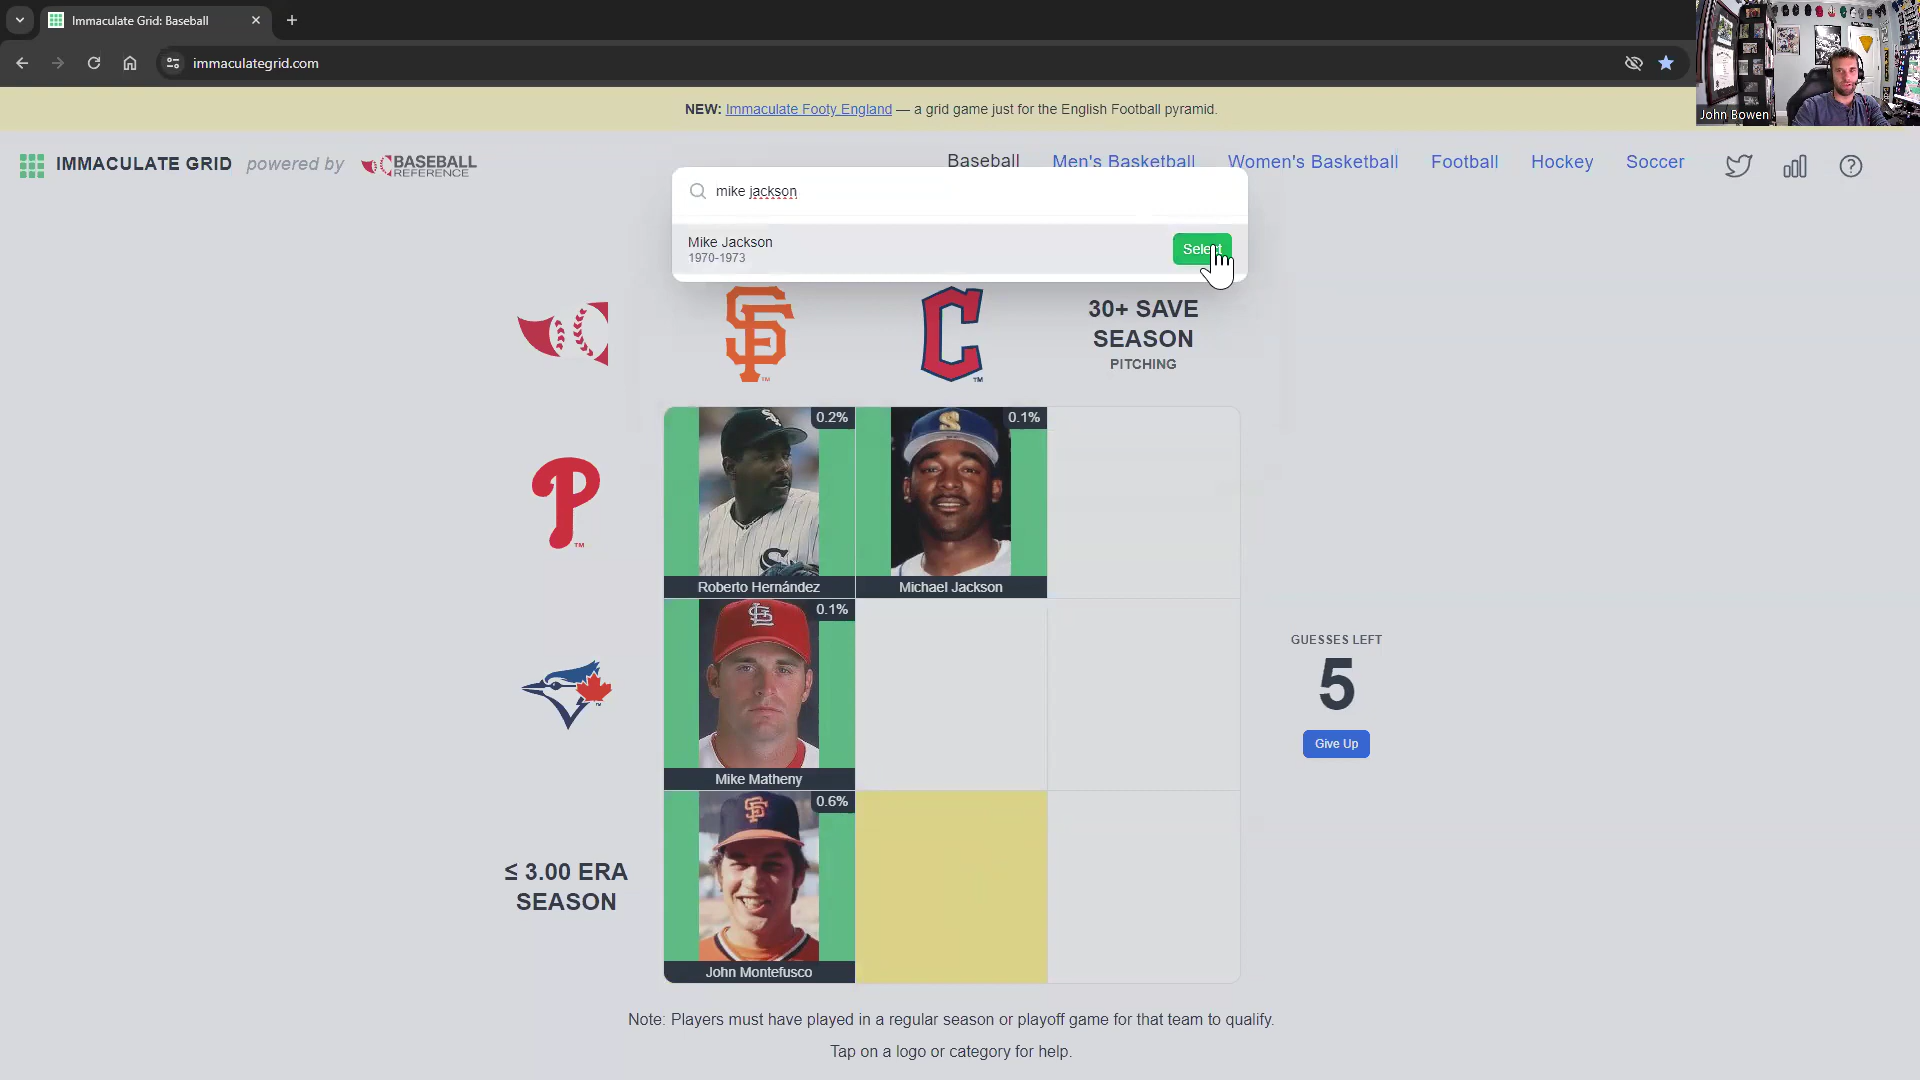 Immaculate Grid: Baseball
immaculategrid.com
John Bowen
NEW: Immaculate Footy England — a grid game just for the English Football pyramid.
IMMACULATE GRID powered by BASEBALL REFERENCE
Baseball Men's Basketball Women's Basketball Football Hockey Soccer
mike jackson
Mike Jackson
1970-1973
Select
30+ SAVE
SEASON
PITCHING
0.2%
0.1%
Roberto Hernández
Michael Jackson
0.1%
Mike Matheny
GUESSES LEFT
5
Give Up
≤ 3.00 ERA
SEASON
0.6%
John Montefusco
Note: Players must have played in a regular season or playoff game for that team to qualify.
Tap on a logo or category for help.